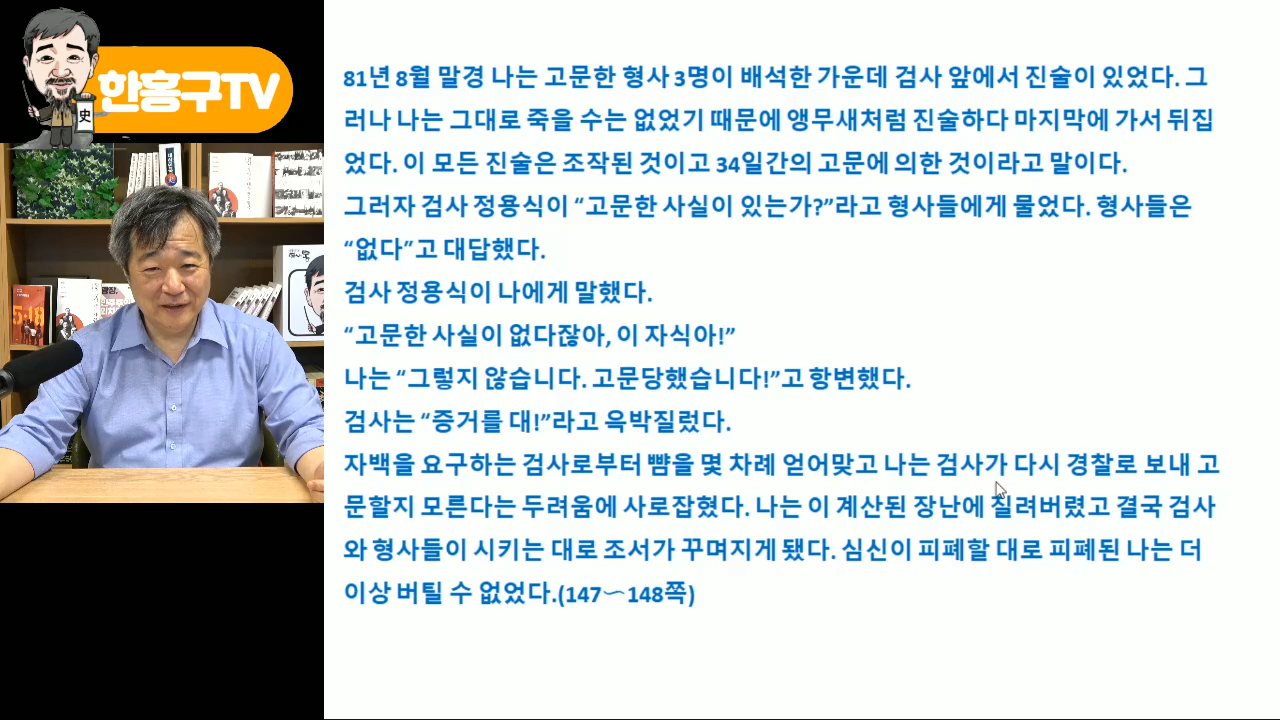 한홍구TV
史
81년 8월 말경 나는 고문한 형사 3명이 배석한 가운데 검사 앞에서 진술이 있었다. 그
러나 나는 그대로 죽을 수는 없었기 때문에 앵무새처럼 진술하다 마지막에 가서 뒤집
었다. 이 모든 진술은 조작된 것이고 34일간의 고문에 의한 것이라고 말이다.
그러자 검사 정용식이 “고문한 사실이 있는가?”라고 형사들에게 물었다. 형사들은
“없다”고 대답했다.
검사 정용식이 나에게 말했다.
“고문한 사실이 없다잖아, 이 자식아!”
나는 “그렇지 않습니다. 고문당했습니다!”고 항변했다.
검사는 “증거를 대!”라고 윽박질렀다.
자백을 요구하는 검사로부터 뺨을 몇 차례 얻어맞고 나는 검사가 다시 경찰로 보내 고
문할지 모른다는 두려움에 사로잡혔다. 나는 이 계산된 장난에 질려버렸고 결국 검사
와 형사들이 시키는 대로 조서가 꾸며지게 됐다. 심신이 피폐할 대로 피폐된 나는 더
이상 버틸 수 없었다.(147∽148쪽)